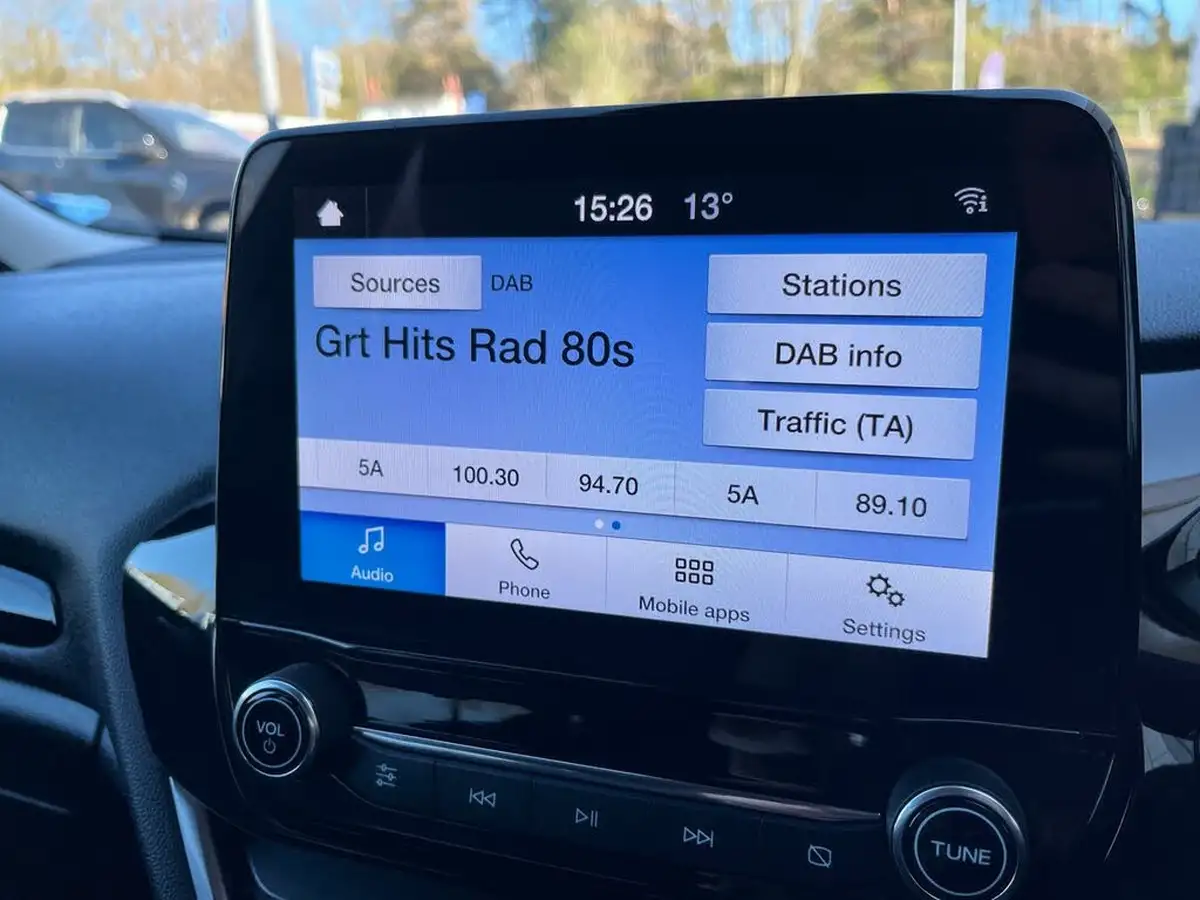 15:26 13°
Sources DAB
Stations
Grt Hits Rad 80s
DAB info
Traffic (TA)
5A 100.30 94.70 5A 89.10
Audio Phone Mobile apps Settings
VOL
TUNE